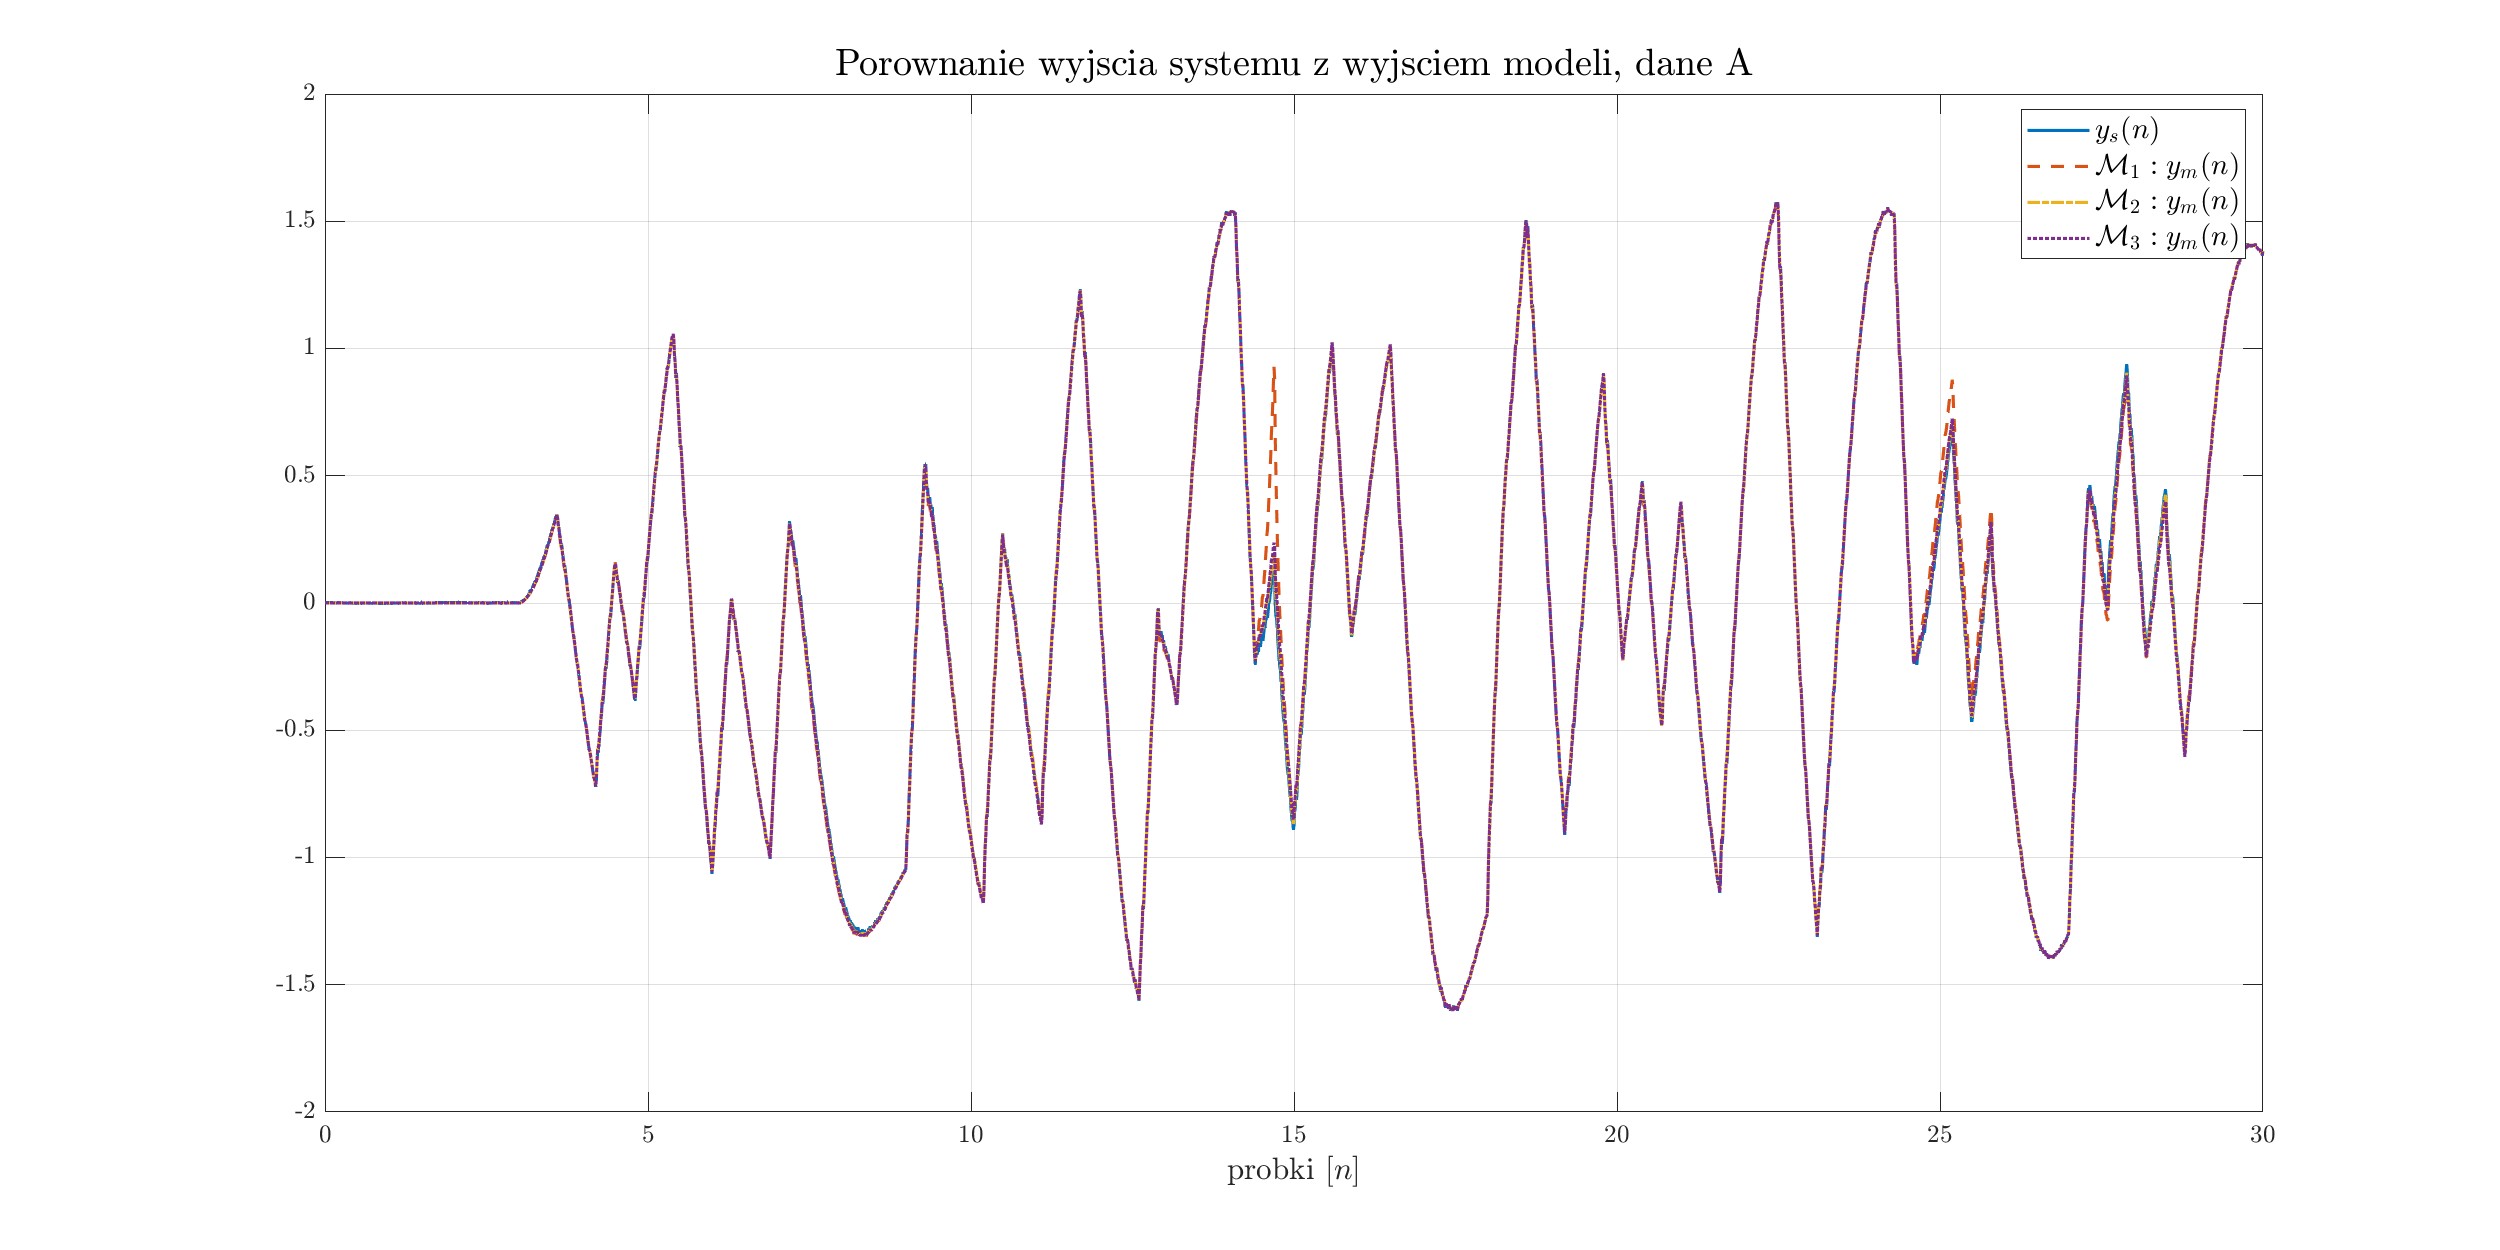 Porownanie wyjscia systemu z wyjsciem modeli, dane A
2
1.5
1
0.5
0
-0.5
-1
-1.5
-2
0 5 10 15 20 25 30
probki [n]
y_s(n)
ℳ_1 : y_m(n)
ℳ_2 : y_m(n)
ℳ_3 : y_m(n)